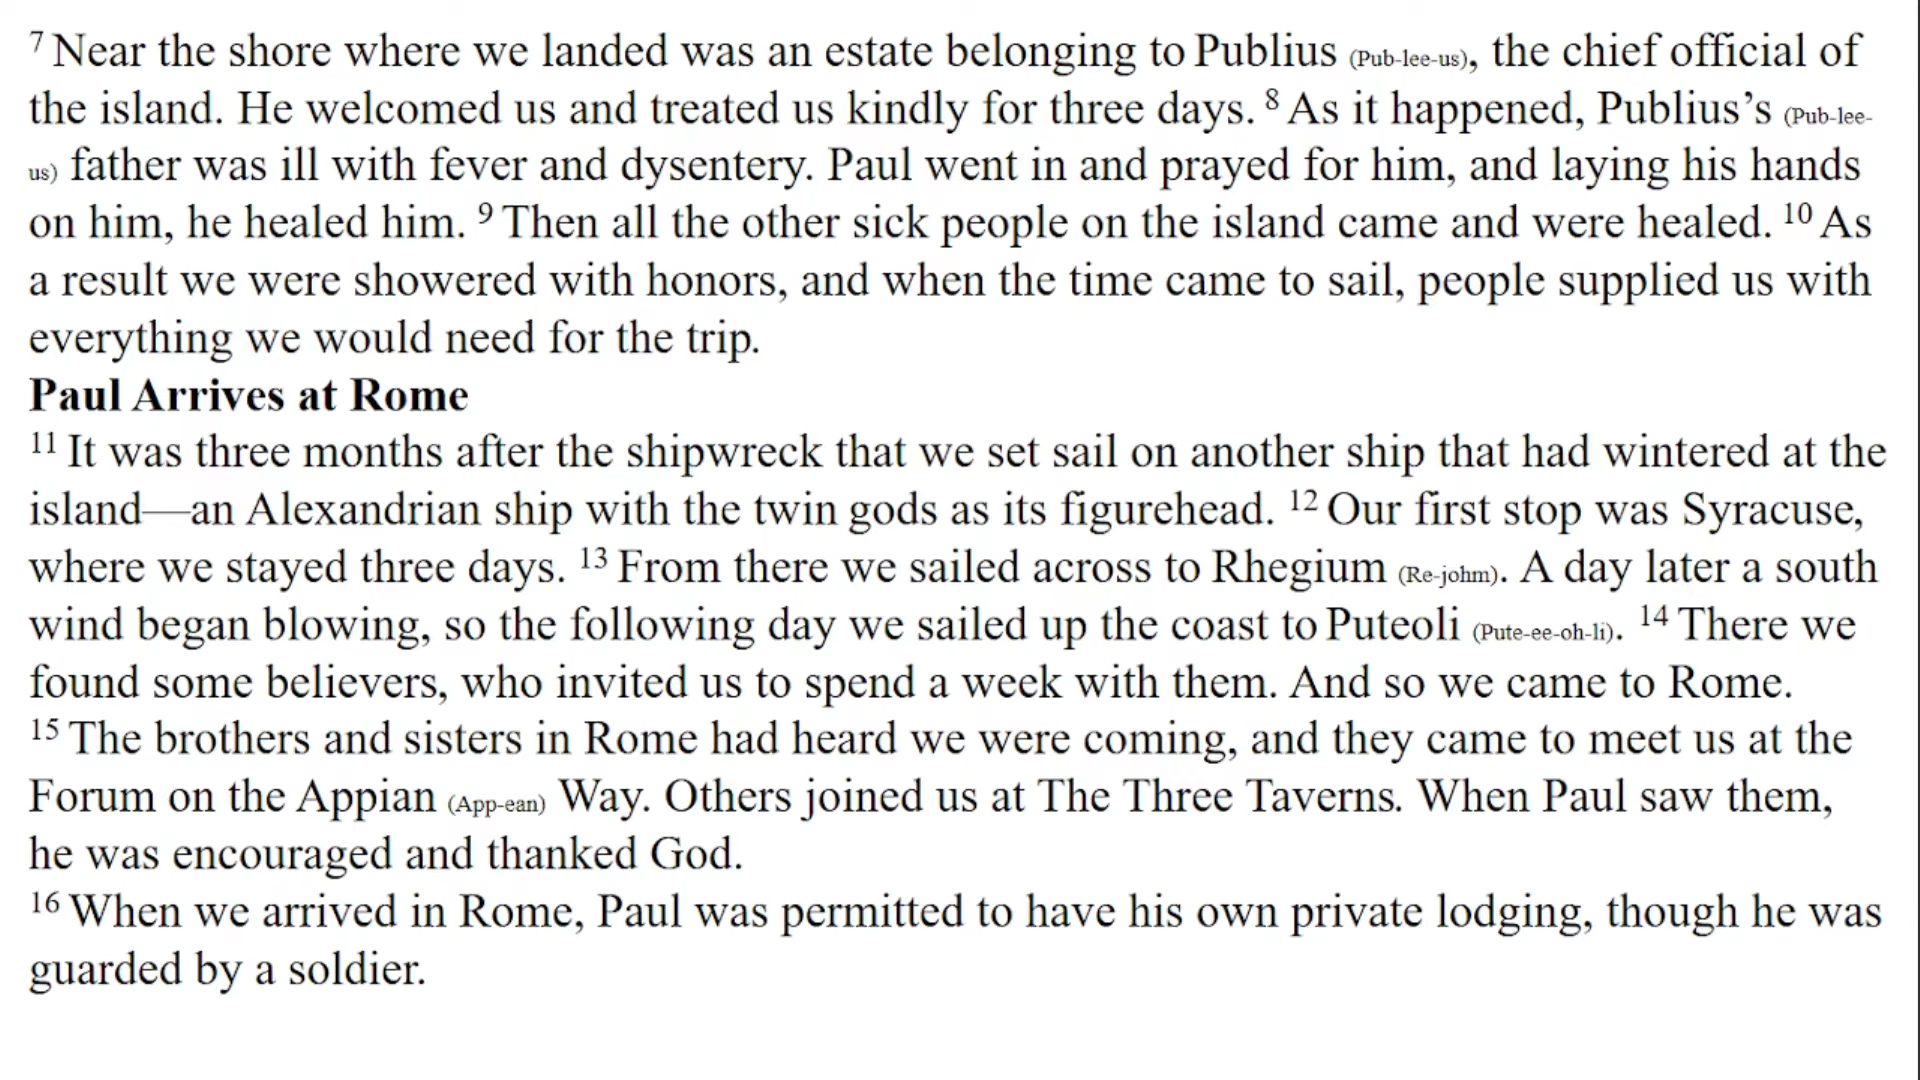 7 Near the shore where we landed was an estate belonging to Publius (Pub-lee-us), the chief official of
the island. He welcomed us and treated us kindly for three days. 8 As it happened, Publius’s (Pub-lee-
us) father was ill with fever and dysentery. Paul went in and prayed for him, and laying his hands
on him, he healed him. 9 Then all the other sick people on the island came and were healed. 10 As
a result we were showered with honors, and when the time came to sail, people supplied us with
everything we would need for the trip.
Paul Arrives at Rome
11 It was three months after the shipwreck that we set sail on another ship that had wintered at the
island—an Alexandrian ship with the twin gods as its figurehead. 12 Our first stop was Syracuse,
where we stayed three days. 13 From there we sailed across to Rhegium (Re-johm). A day later a south
wind began blowing, so the following day we sailed up the coast to Puteoli (Pute-ee-oh-li). 14 There we
found some believers, who invited us to spend a week with them. And so we came to Rome.
15 The brothers and sisters in Rome had heard we were coming, and they came to meet us at the
Forum on the Appian (App-ean) Way. Others joined us at The Three Taverns. When Paul saw them,
he was encouraged and thanked God.
16 When we arrived in Rome, Paul was permitted to have his own private lodging, though he was
guarded by a soldier.